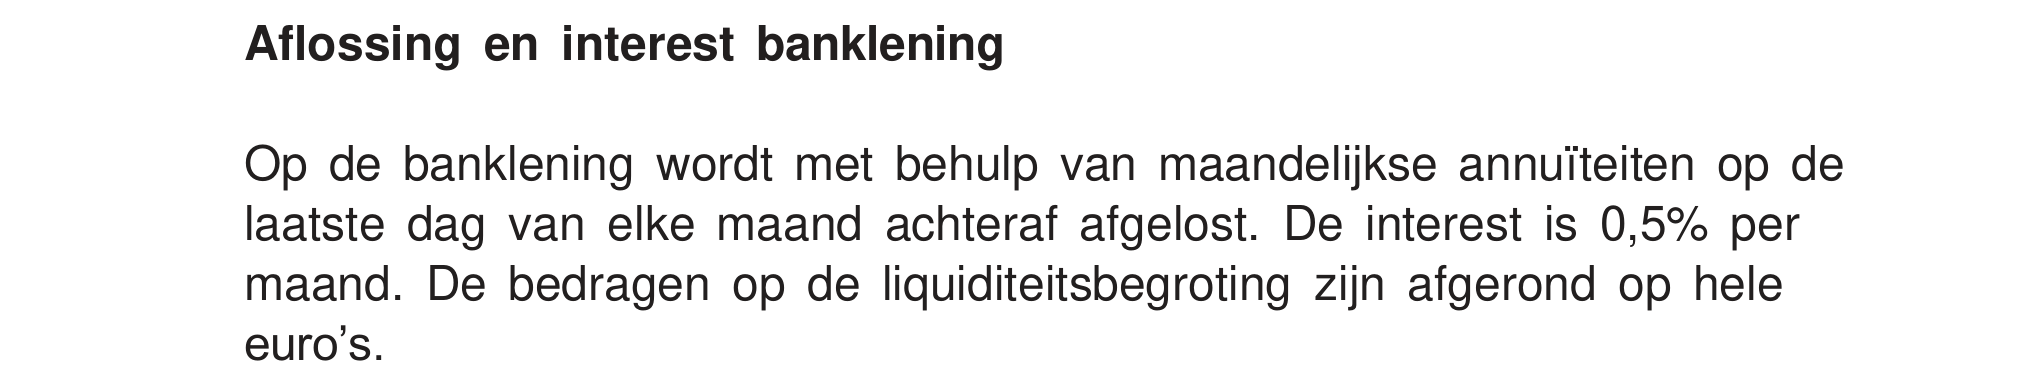 Aflossing en interest banklening
Op de banklening wordt met behulp van maandelijkse annuïteiten op de
laatste dag van elke maand achteraf afgelost. De interest is 0,5% per
maand. De bedragen op de liquiditeitsbegroting zijn afgerond op hele
euro’s.